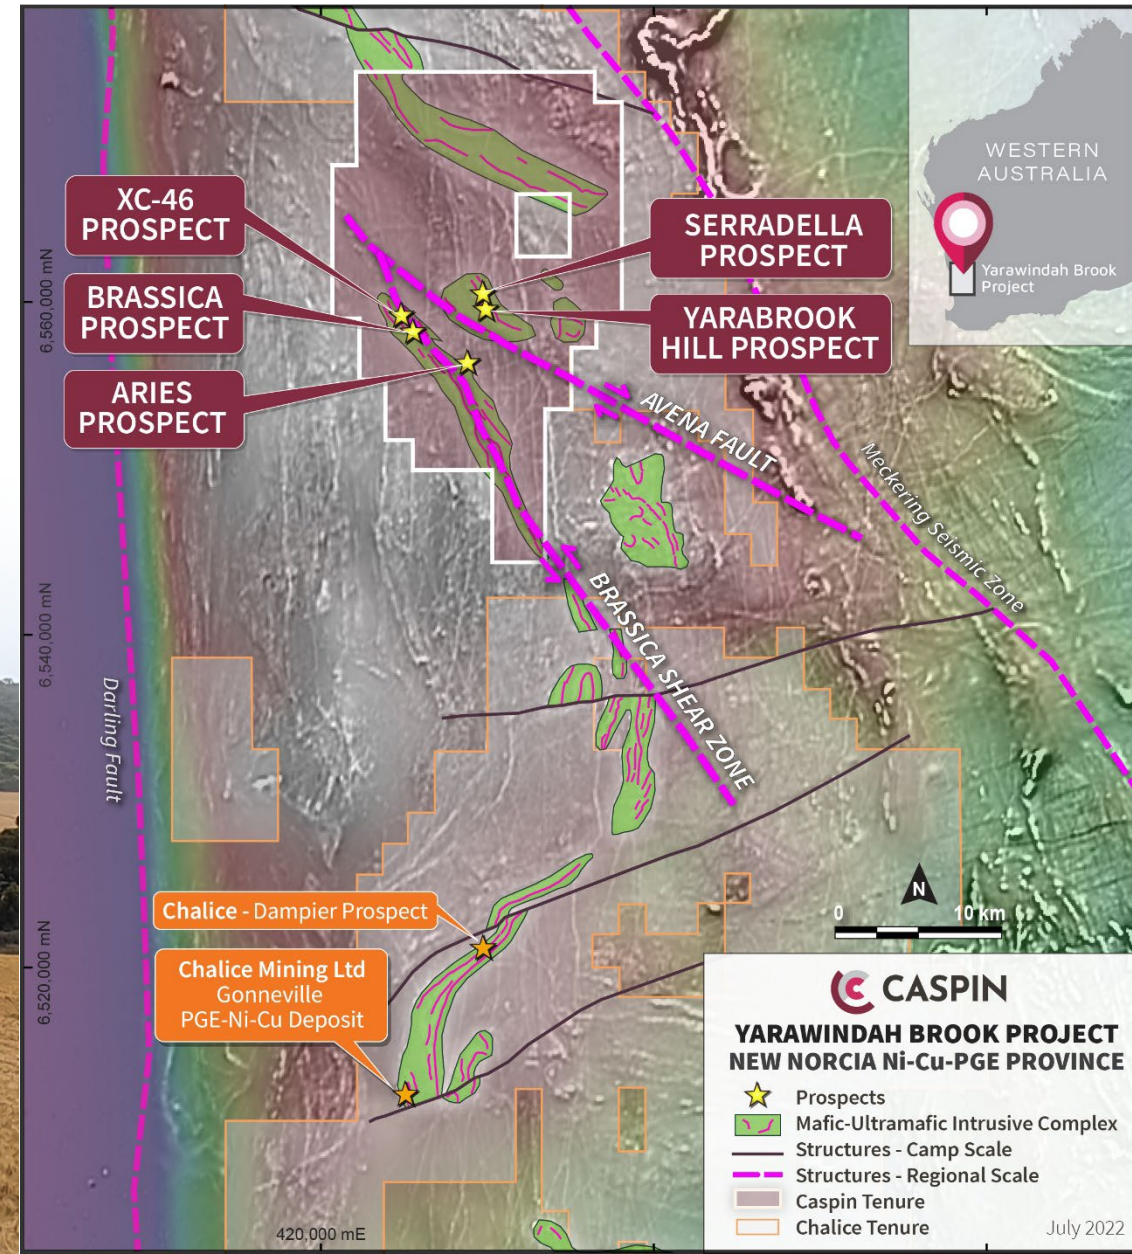 WESTERN
AUSTRALIA
Yarawindah Brook
Project
XC-46
PROSPECT
BRASSICA
PROSPECT
ARIES
PROSPECT
SERRADELLA
PROSPECT
YARABROOK
HILL PROSPECT
6,560,000 mN
AVENA FAULT
Meckering Seismic Zone
BRASSICA SHEAR ZONE
6,540,000 mN
Darling Fault
Chalice - Dampier Prospect
Chalice Mining Ltd
Gonneville
PGE-Ni-Cu Deposit
6,520,000 mN
420,000 mE
N
0 10 km
CASPIN
YARAWINDAH BROOK PROJECT
NEW NORCIA Ni-Cu-PGE PROVINCE
Prospects
Mafic-Ultramafic Intrusive Complex
Structures - Camp Scale
Structures - Regional Scale
Caspin Tenure
Chalice Tenure
July 2022